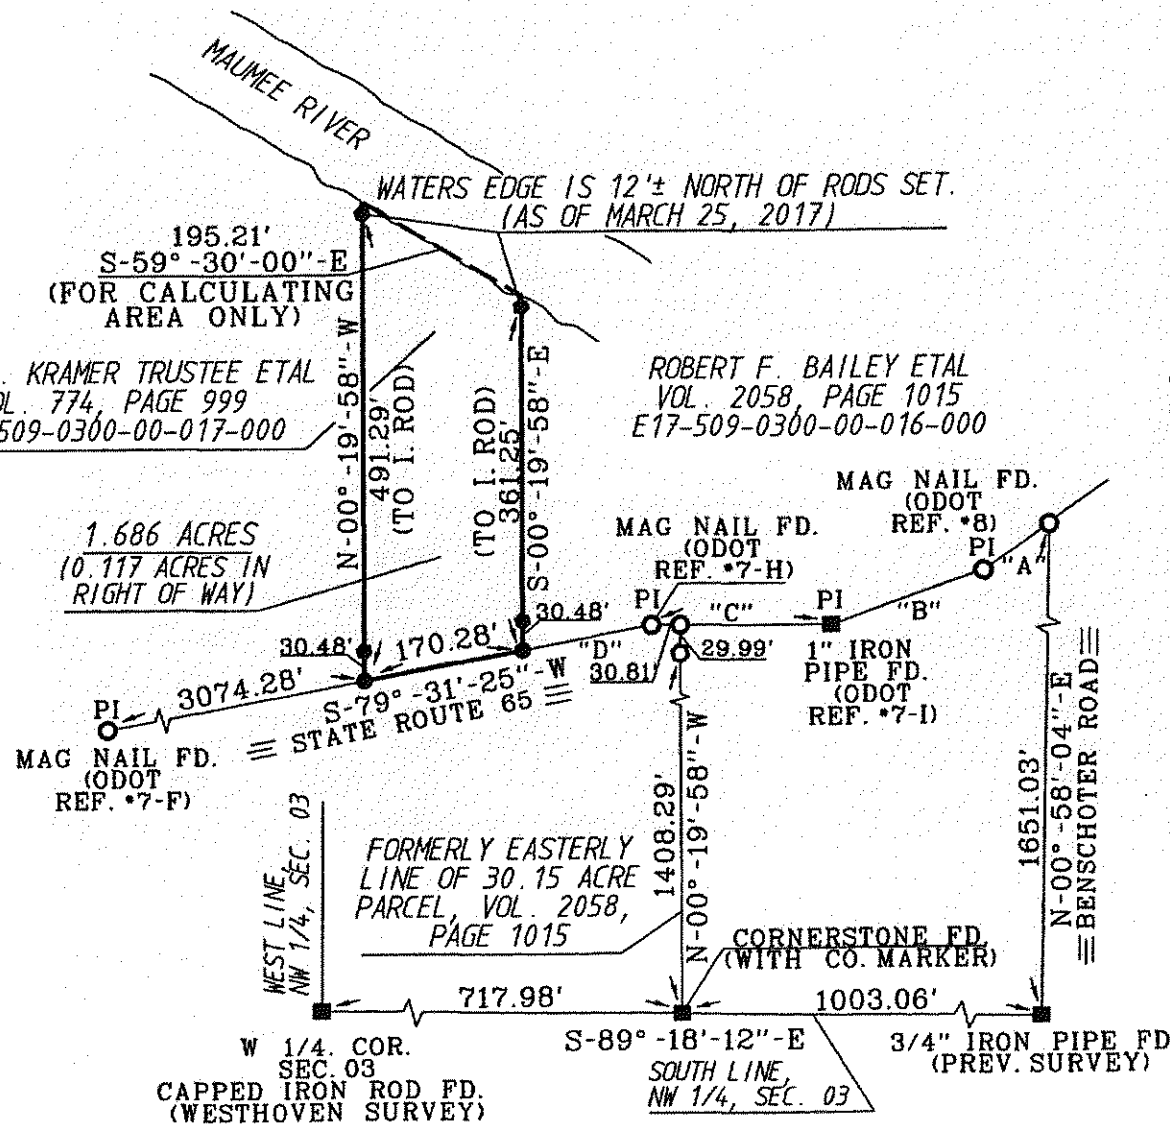 MAUMEE RIVER
WATERS EDGE IS 12'± NORTH OF RODS SET.
(AS OF MARCH 25, 2017)
195.21'
S-59°-30'-00"-E
(FOR CALCULATING
AREA ONLY)
. KRAMER TRUSTEE ETAL
OL. 774, PAGE 999
509-0300-00-017-000
N-00°-19'-58"-W
491.29'
(TO I. ROD)
(TO I. ROD)
361.25'
S-00°-19'-58"-E
ROBERT F. BAILEY ETAL
VOL. 2058, PAGE 1015
E17-509-0300-00-016-000
1.686 ACRES
(0.117 ACRES IN
RIGHT OF WAY)
MAG NAIL FD.
(ODOT
REF. *8)
PI
"A"
MAG NAIL FD.
(ODOT
REF. *7-H)
PI
"C"
PI
"B"
30.48'
30.48'
170.28'
"D"
30.81'
29.99'
1" IRON
PIPE FD.
(ODOT
REF. *7-I)
3074.28'
S-79°-31'-25"-W
STATE ROUTE 65
PI
MAG NAIL FD.
(ODOT
REF. *7-F)
WEST LINE,
NW 1/4, SEC. 03
FORMERLY EASTERLY
LINE OF 30.15 ACRE
PARCEL, VOL. 2058,
PAGE 1015
1408.29'
N-00°-19'-58"-W
1651.03'
N-00°-58'-04"-E
BENSCHOTER ROAD
CORNERSTONE FD.
(WITH CO. MARKER)
717.98'
1003.06'
S-89°-18'-12"-E
W 1/4. COR.
SEC. 03
CAPPED IRON ROD FD.
(WESTHOVEN SURVEY)
SOUTH LINE,
NW 1/4, SEC. 03
3/4" IRON PIPE FD
(PREV. SURVEY)